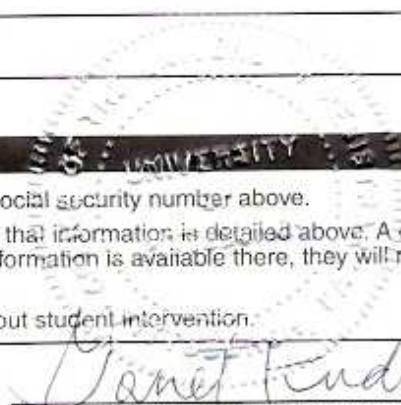 UNIVERSITY
ocial security number above.
that information is detailed above. A
formation is available there, they will r
out student intervention.
Janet